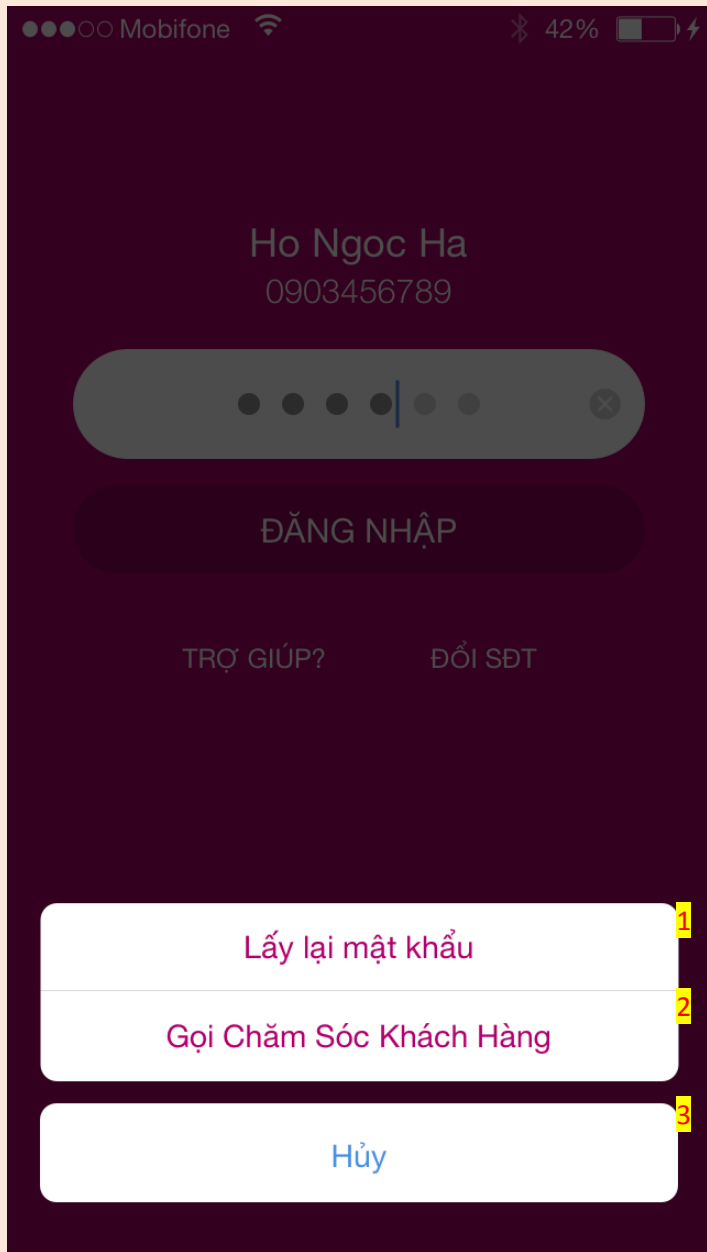 Mobifone 42%
Ho Ngoc Ha
0903456789
ĐĂNG NHẬP
TRỢ GIÚP? ĐỔI SĐT
1
Lấy lại mật khẩu
2
Gọi Chăm Sóc Khách Hàng
3
Hủy